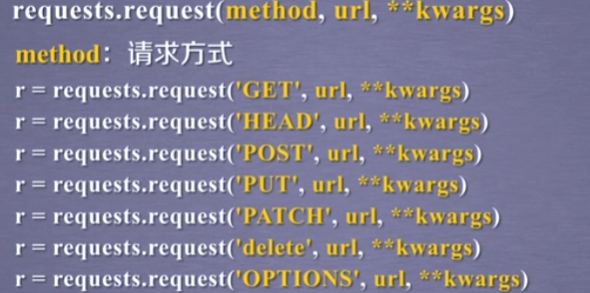 requests.request(method, url, **kwargs)
method：请求方式
r = requests.request('GET', url, **kwargs)
r = requests.request('HEAD', url, **kwargs)
r = requests.request('POST', url, **kwargs)
r = requests.request('PUT', url, **kwargs)
r = requests.request('PATCH', url, **kwargs)
r = requests.request('delete', url, **kwargs)
r = requests.request('OPTIONS', url, **kwargs)